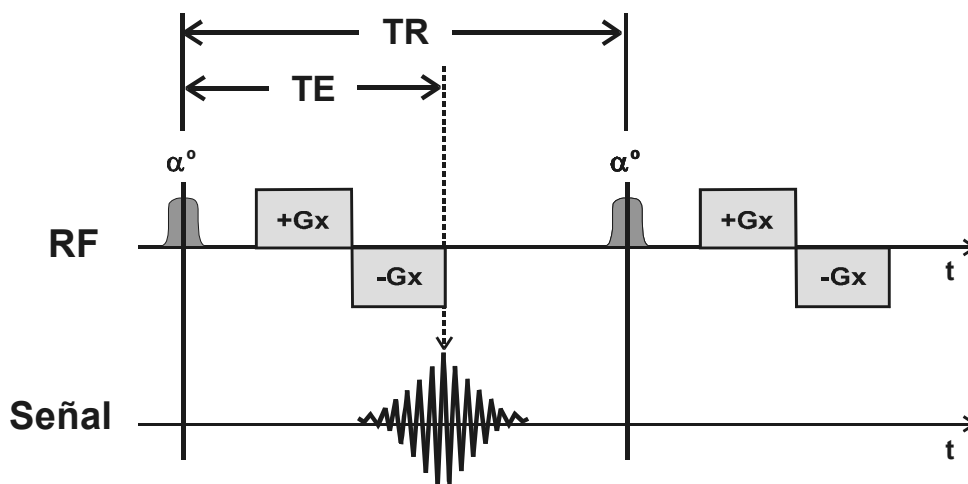 TR
TE
α° α°
+Gx +Gx
RF
t
-Gx -Gx
Señal
t